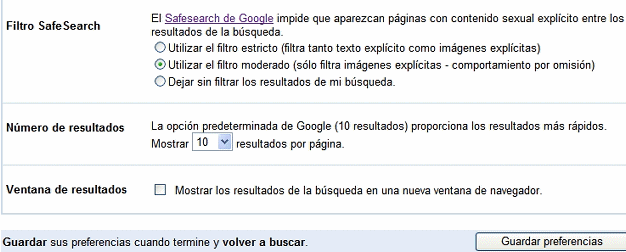 Filtro SafeSearch
El Safesearch de Google impide que aparezcan páginas con contenido sexual explícito entre los
resultados de la búsqueda.
Utilizar el filtro estricto (filtra tanto texto explícito como imágenes explícitas)
Utilizar el filtro moderado (sólo filtra imágenes explícitas - comportamiento por omisión)
Dejar sin filtrar los resultados de mi búsqueda.
Número de resultados
La opción predeterminada de Google (10 resultados) proporciona los resultados más rápidos.
Mostrar 10 resultados por página.
Ventana de resultados
Mostrar los resultados de la búsqueda en una nueva ventana de navegador.
Guardar sus preferencias cuando termine y volver a buscar.
Guardar preferencias